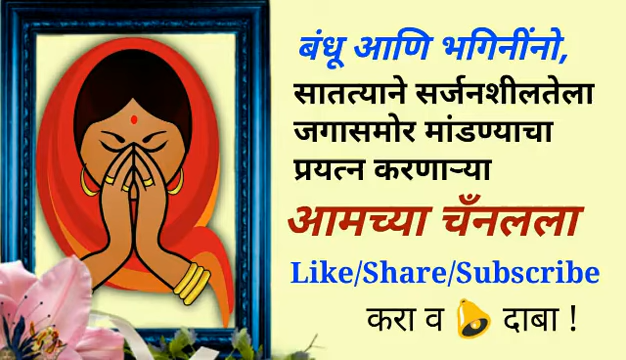 बंधू आणि भगिनींनो,
सातत्याने सर्जनशीलतेला
जगासमोर मांडण्याचा
प्रयत्न करणाऱ्या
आमच्या चँनलला
Like/Share/Subscribe
करा व 🔔 दाबा !